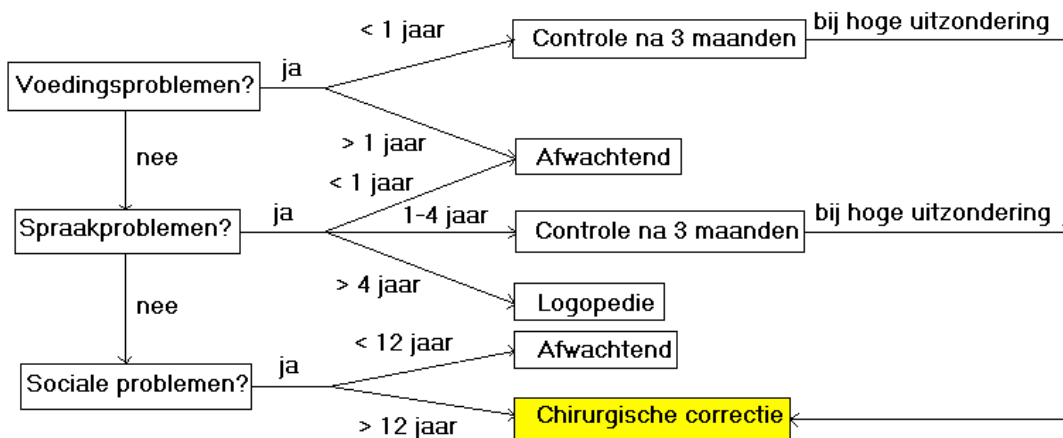 < 1 jaar
Controle na 3 maanden
bij hoge uitzondering
Voedingsproblemen?
ja
> 1 jaar
Afwachtend
nee
< 1 jaar
Spraakproblemen?
ja
1-4 jaar
Controle na 3 maanden
bij hoge uitzondering
> 4 jaar
Logopedie
nee
< 12 jaar
Afwachtend
Sociale problemen?
ja
> 12 jaar
Chirurgische correctie